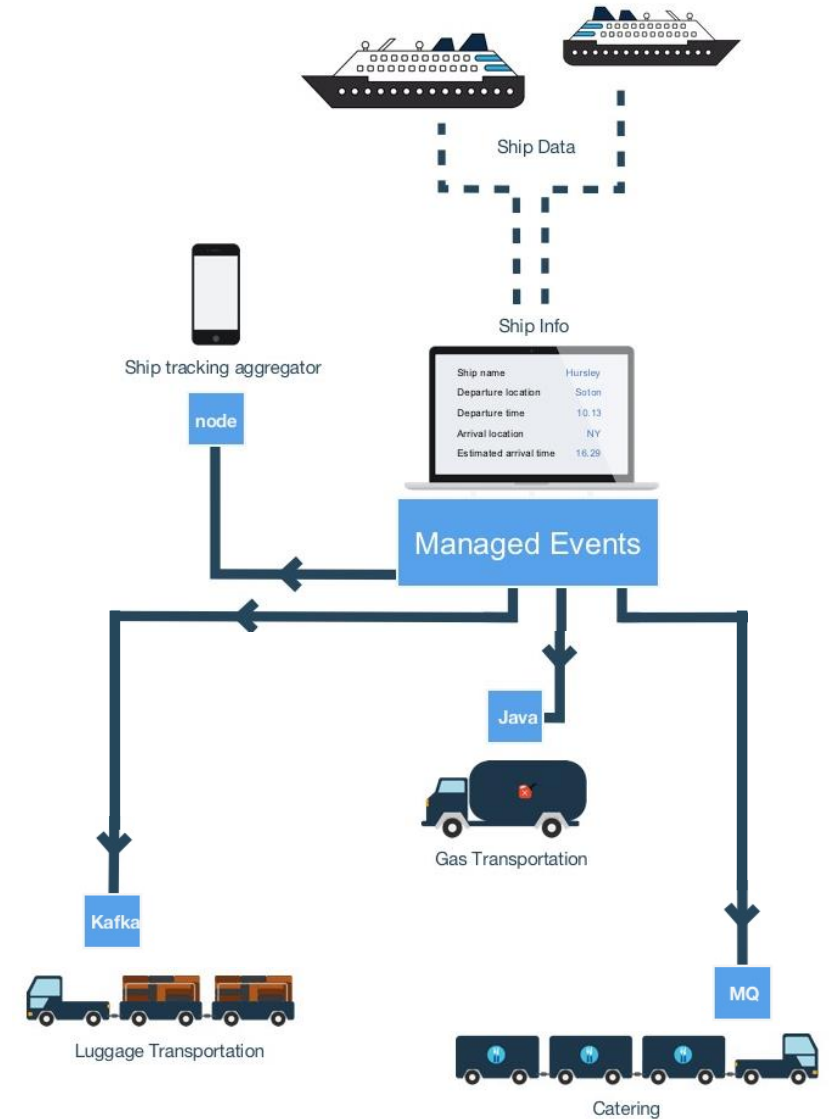 Ship Data
Ship Info
Ship tracking aggregator
node
Ship name Hursley
Departure location Soton
Departure time 10.13
Arrival location NY
Estimated arrival time 16.29
Managed Events
Java
Gas Transportation
Kafka
Luggage Transportation
MQ
Catering